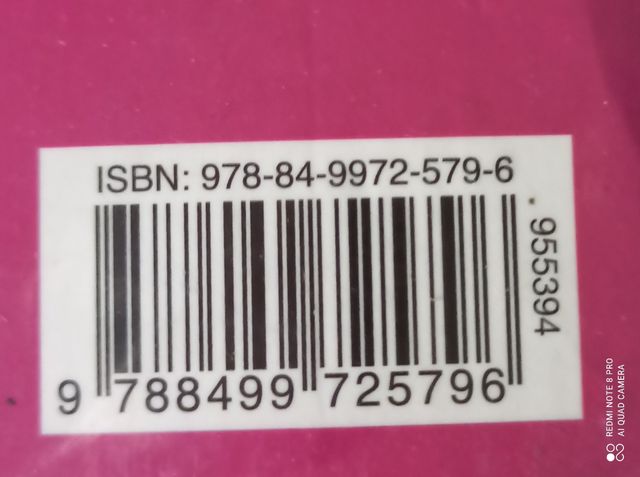 ISBN: 978-84-9972-579-6
955394
9 788499 725796
REDMI NOTE 8 PRO
AI QUAD CAMERA